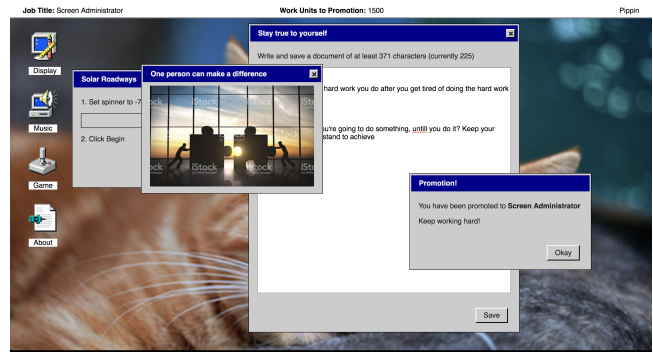 Job Title: Screen Administrator
Work Units to Promotion: 1500
Pippin
Display
Music
Game
About
Solar Roadways
1. Set spinner to -7
2. Click Begin
One person can make a difference
iStock
iStock
iStock
iStock
Stay true to yourself
Write and save a document of at least 371 characters (currently 225)
hard work you do after you get tired of doing the hard work
you're going to do something, untill you do it? Keep your
stand to achieve
Save
Promotion!
You have been promoted to Screen Administrator
Keep working hard!
Okay